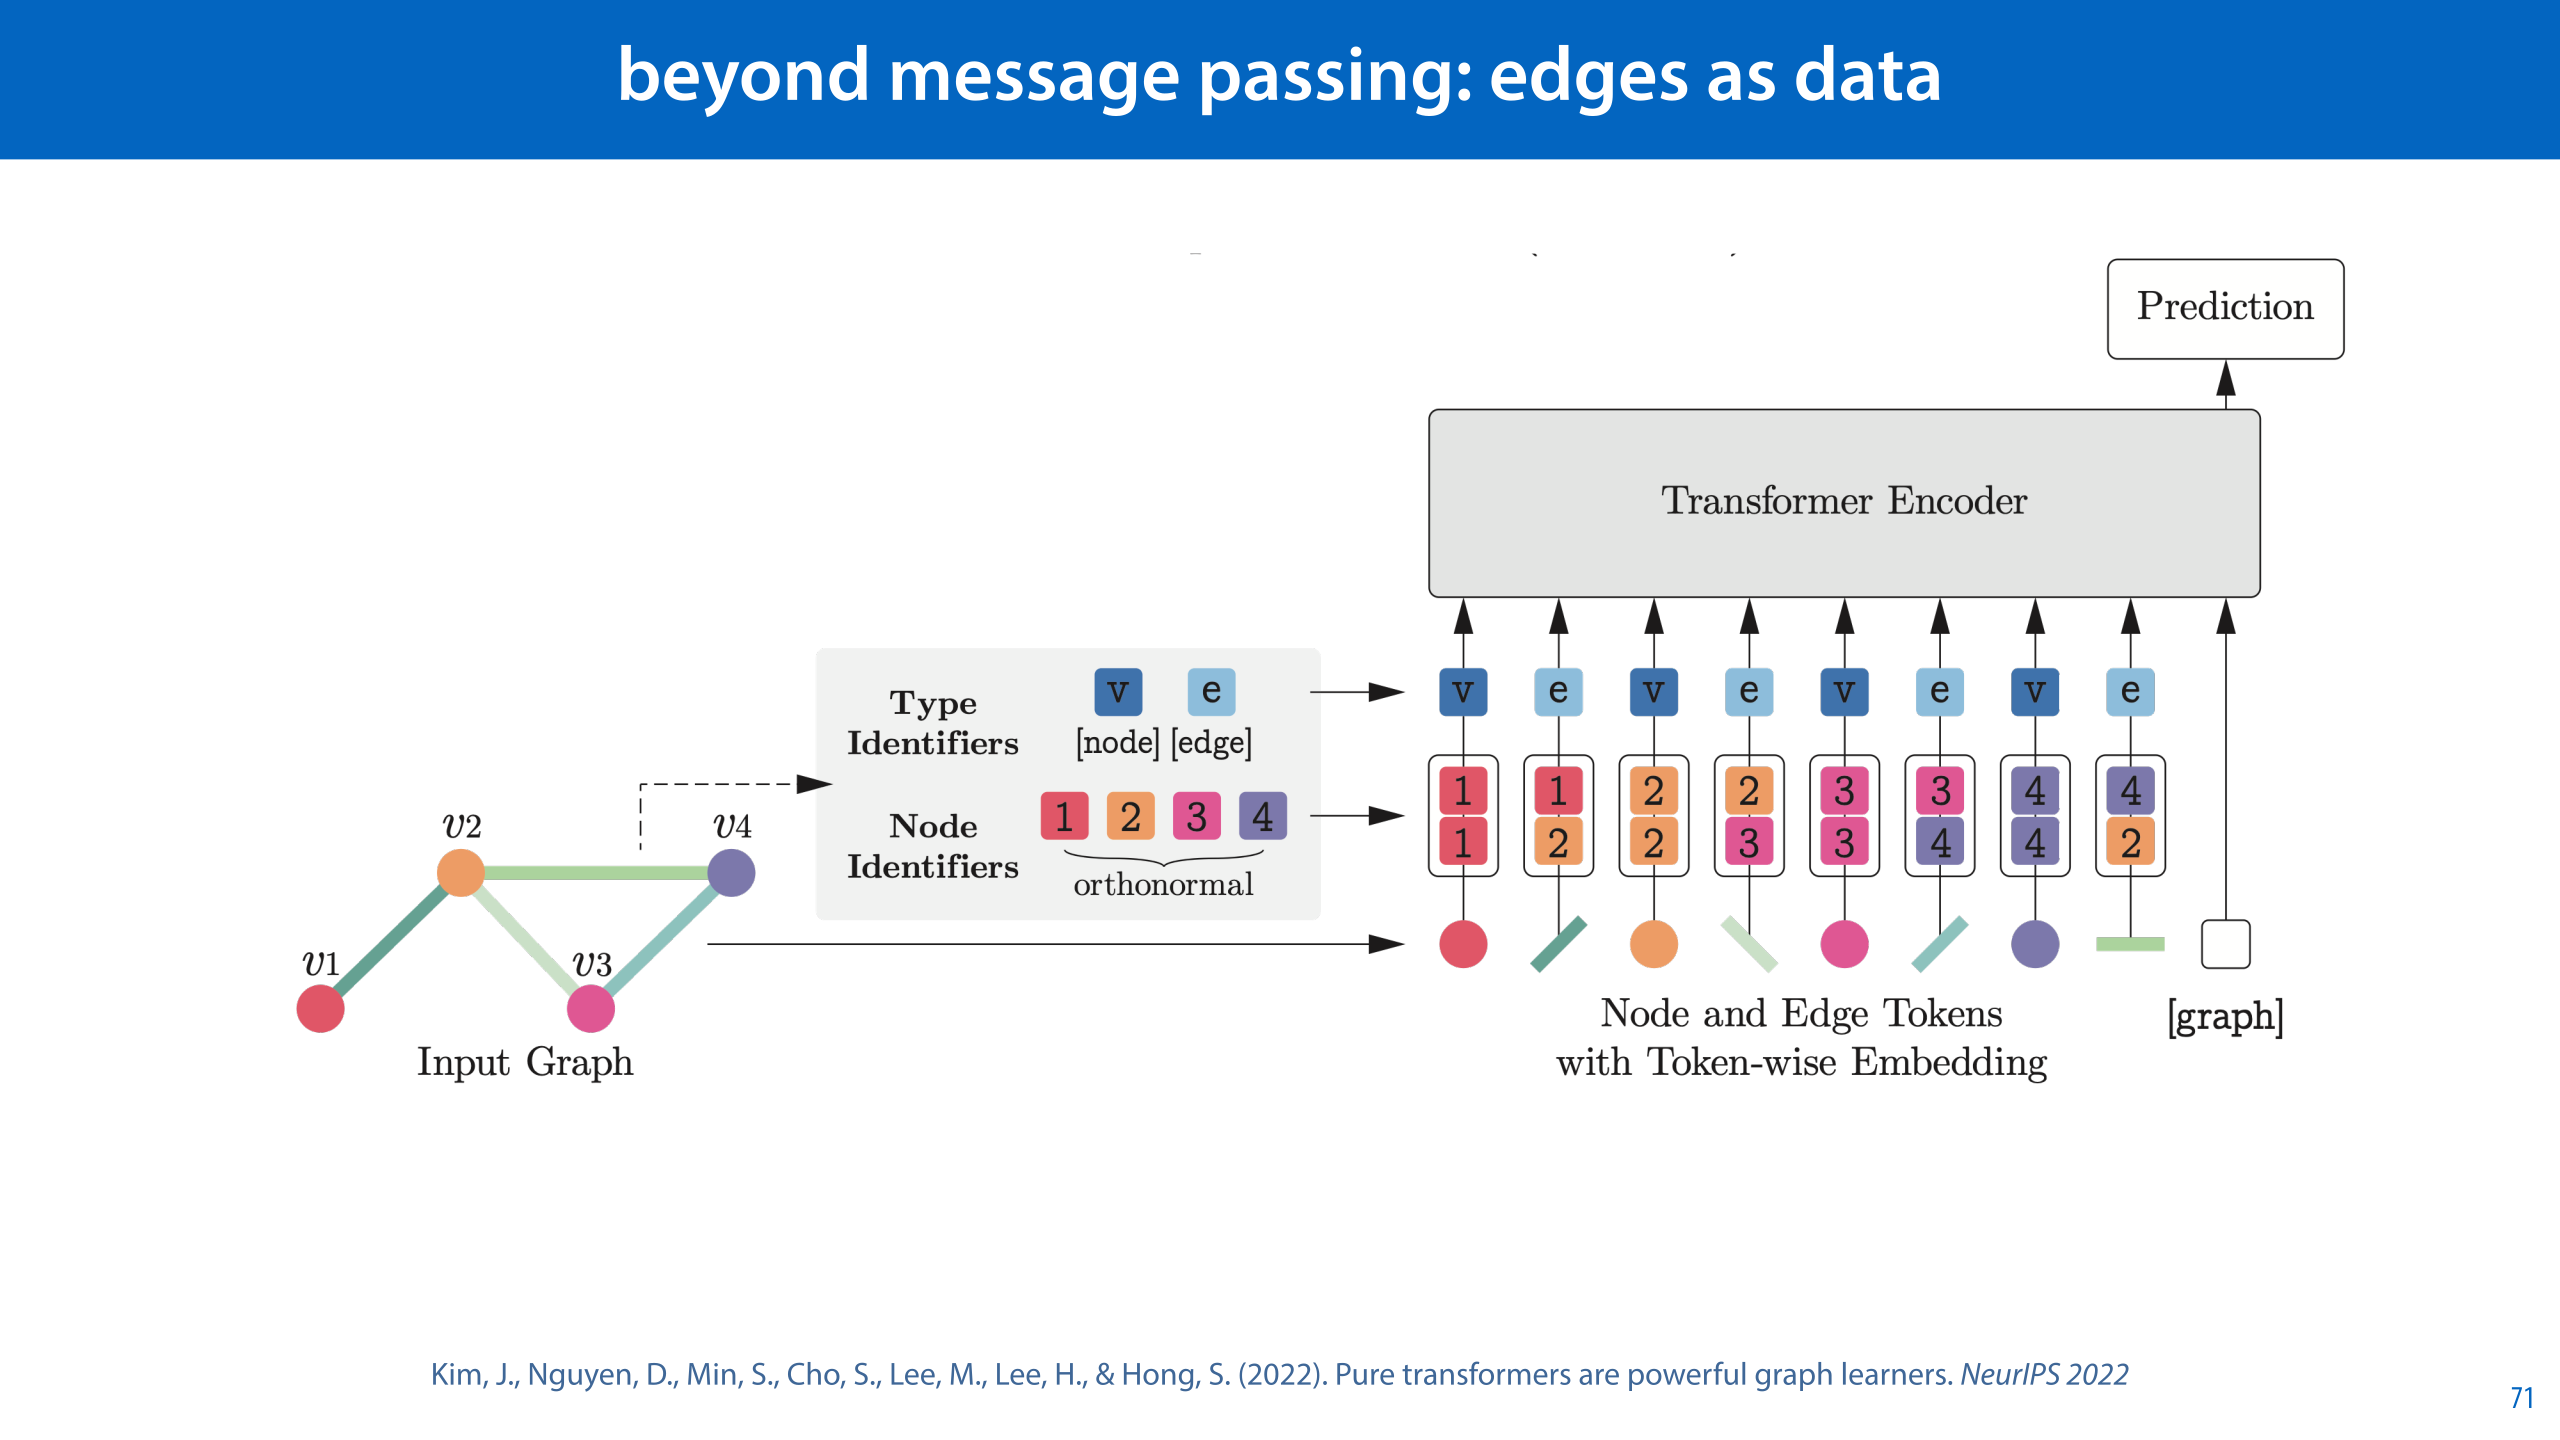 beyond message passing: edges as data
Prediction
Transformer Encoder
v e v e v e v e
Type
Identifiers
v e
[node] [edge]
Node
Identifiers
1 2 3 4
orthonormal
1 1 2 2 3 3 4 4
1 2 2 3 3 4 4 2
v2
v4
v1
v3
Input Graph
Node and Edge Tokens
with Token-wise Embedding
[graph]
Kim, J., Nguyen, D., Min, S., Cho, S., Lee, M., Lee, H., & Hong, S. (2022). Pure transformers are powerful graph learners. NeurIPS 2022
71